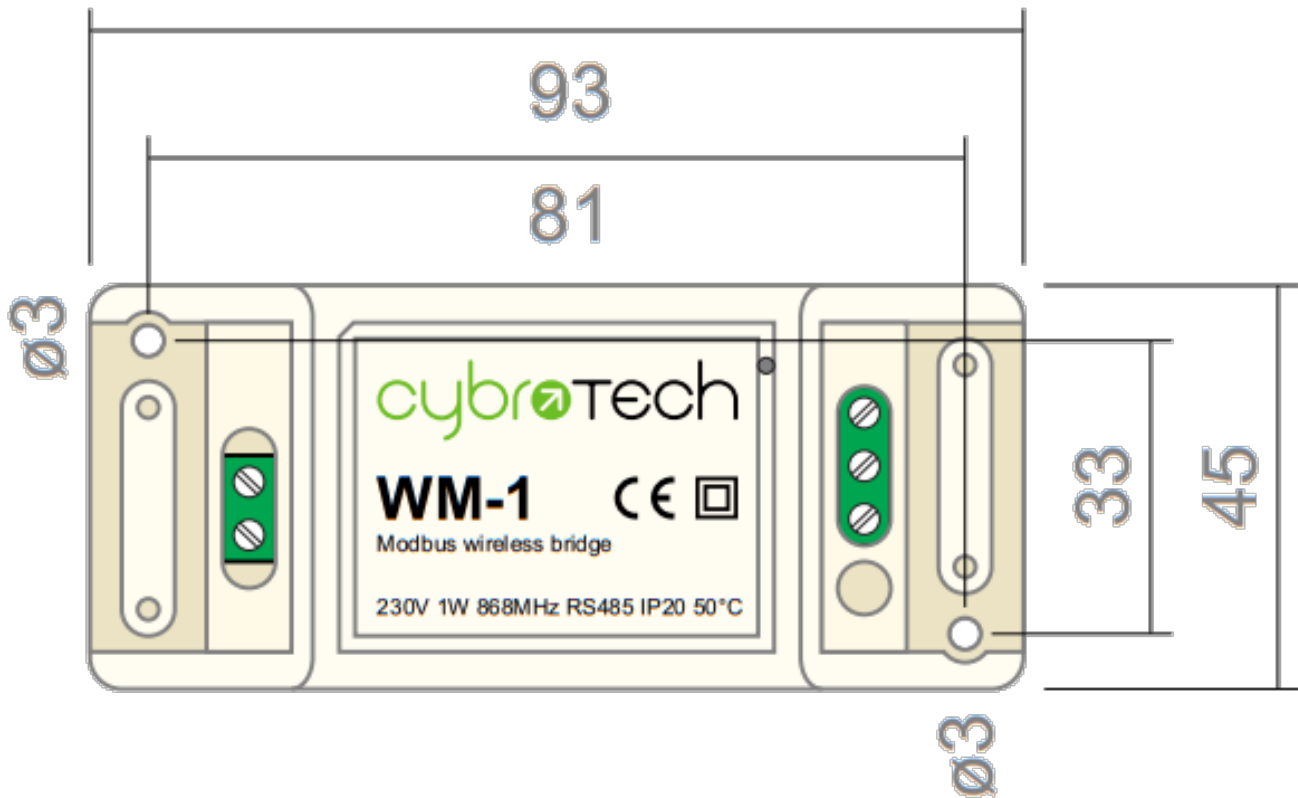 93
81
ø3
cybrotech
WM-1 CE
Modbus wireless bridge
230V 1W 868MHz RS485 IP20 50°C
33
45
ø3